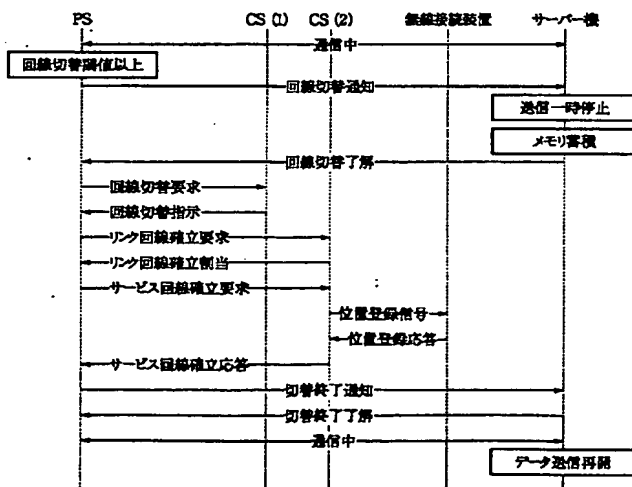 PS CS (1) CS (2) 無線接続装置 サーバー機
通信中
回線切替閾値以上
回線切替通知
送信一時停止
メモリ蓄積
回線切替了解
回線切替要求
回線切替指示
リンク回線確立要求
リンク回線確立割当
サービス回線確立要求
位置登録信号
位置登録応答
サービス回線確立応答
切替終了通知
切替終了了解
通信中
データ送信再開